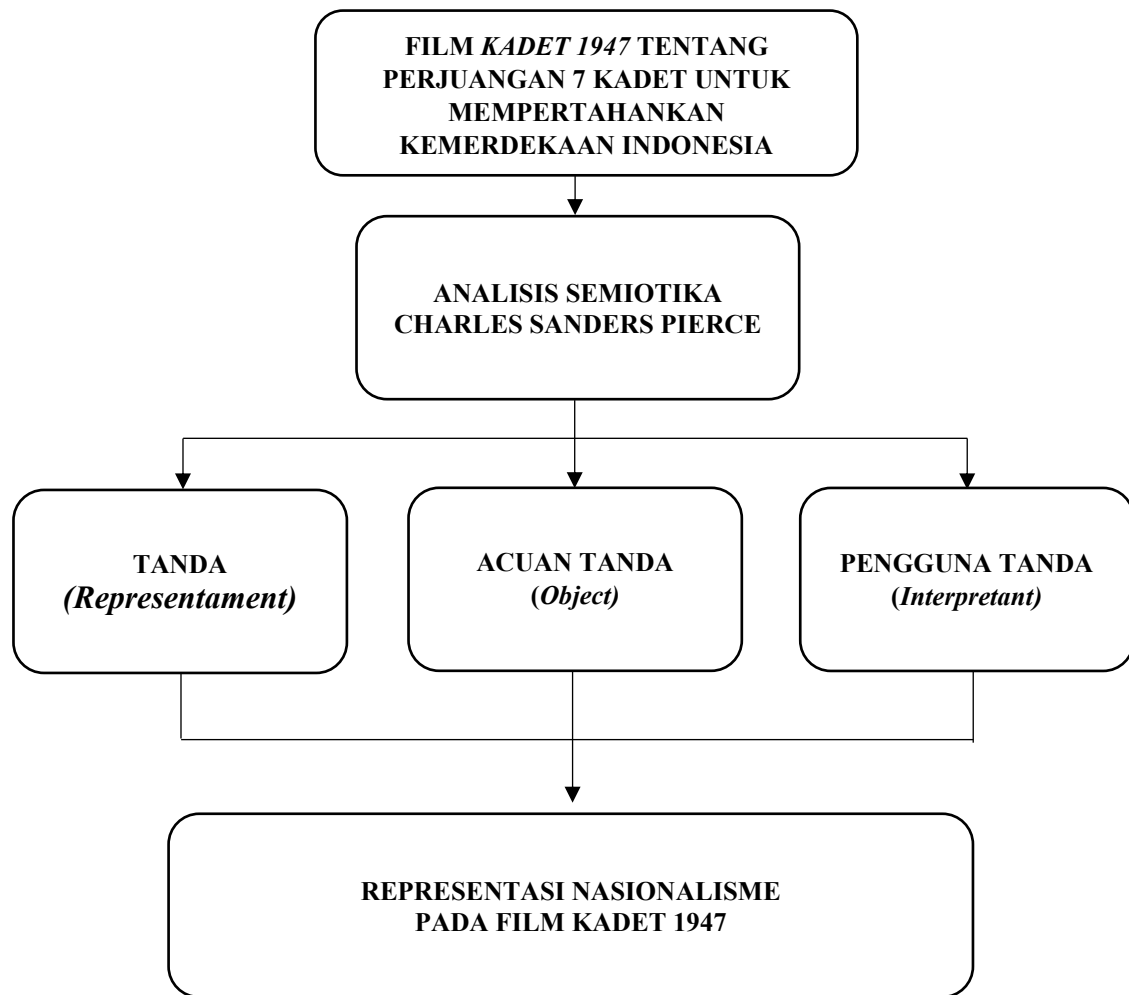 FILM KADET 1947 TENTANG
PERJUANGAN 7 KADET UNTUK
MEMPERTAHANKAN
KEMERDEKAAN INDONESIA
ANALISIS SEMIOTIKA
CHARLES SANDERS PIERCE
TANDA
(Representament)
ACUAN TANDA
(Object)
PENGGUNA TANDA
(Interpretant)
REPRESENTASI NASIONALISME
PADA FILM KADET 1947